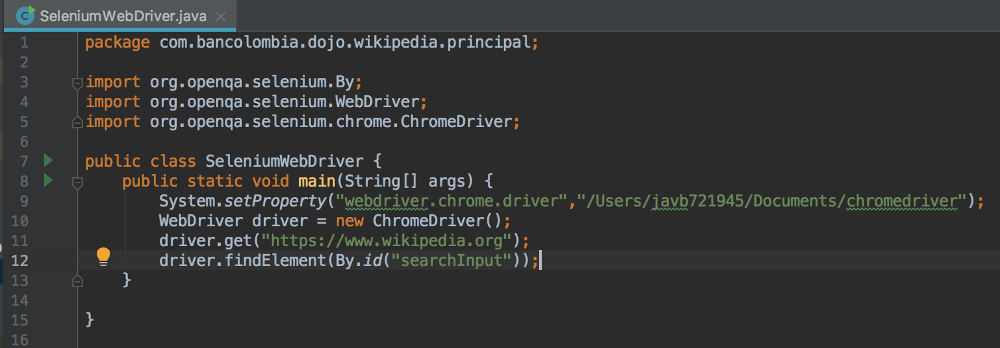 SeleniumWebDriver.java
1 package com.bancolombia.dojo.wikipedia.principal;
2
3 import org.openqa.selenium.By;
4 import org.openqa.selenium.WebDriver;
5 import org.openqa.selenium.chrome.ChromeDriver;
6
7 public class SeleniumWebDriver {
8 public static void main(String[] args) {
9 System.setProperty("webdriver.chrome.driver","/Users/javb721945/Documents/chromedriver");
10 WebDriver driver = new ChromeDriver();
11 driver.get("https://www.wikipedia.org");
12 driver.findElement(By.id("searchInput"));
13 }
14
15 }
16